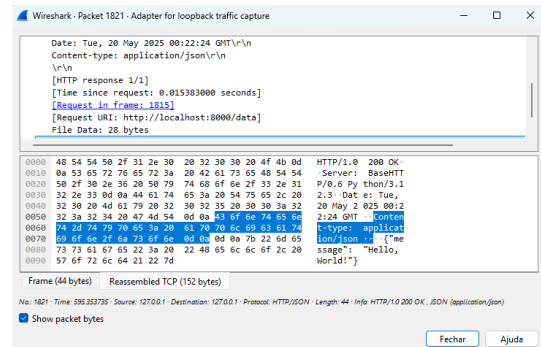 Wireshark · Packet 1821 · Adapter for loopback traffic capture
Date: Tue, 20 May 2025 00:22:24 GMT\r\n
Content-type: application/json\r\n
\r\n
[HTTP response 1/1]
[Time since request: 0.015383000 seconds]
[Request in frame: 1815]
[Request URI: http://localhost:8000/data]
File Data: 28 bytes
0000 48 54 54 50 2f 31 2e 30 20 32 30 30 20 4f 4b 0d HTTP/1.0 200 OK·
0010 0a 53 65 72 76 65 72 3a 20 42 61 73 65 48 54 54 ·Server: BaseHTT
0020 50 2f 30 2e 36 20 50 79 74 68 6f 6e 2f 33 2e 31 P/0.6 Py thon/3.1
0030 32 2e 33 0d 0a 44 61 74 65 3a 20 54 75 65 2c 20 2.3··Dat e: Tue,
0040 32 30 20 4d 61 79 20 32 30 32 35 20 30 30 3a 32 20 May 2 025 00:2
0050 32 3a 32 34 20 47 4d 54 0d 0a 43 6f 6e 74 65 6e 2:24 GMT ··Conten
0060 74 2d 74 79 70 65 3a 20 61 70 70 6c 69 63 61 74 t-type: applicat
0070 69 6f 6e 2f 6a 73 6f 6e 0d 0a 0d 0a 7b 22 6d 65 ion/json ····{"me
0080 73 73 61 67 65 22 3a 20 22 48 65 6c 6c 6f 2c 20 ssage": "Hello,
0090 57 6f 72 6c 64 21 22 7d World!"}
Frame (44 bytes) Reassembled TCP (152 bytes)
No.: 1821 · Time: 595.353735 · Source: 127.0.0.1 · Destination: 127.0.0.1 · Protocol: HTTP/JSON · Length: 44 · Info: HTTP/1.0 200 OK , JSON (application/json)
Show packet bytes
Fechar Ajuda